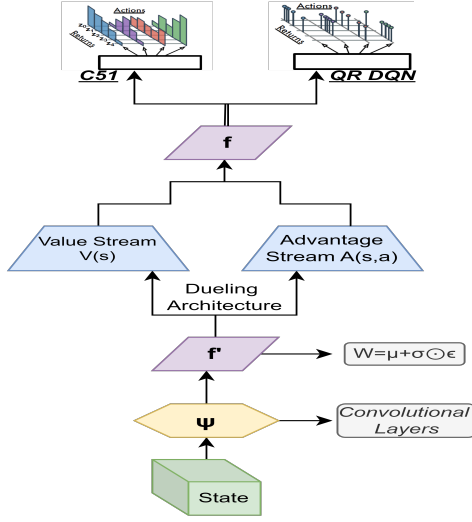 Actions
Returns
C51
Actions
Returns
QR DQN
f
Value Stream
V(s)
Advantage
Stream A(s,a)
Dueling
Architecture
f'
W=μ+σ⊙ϵ
Ψ
Convolutional
Layers
State